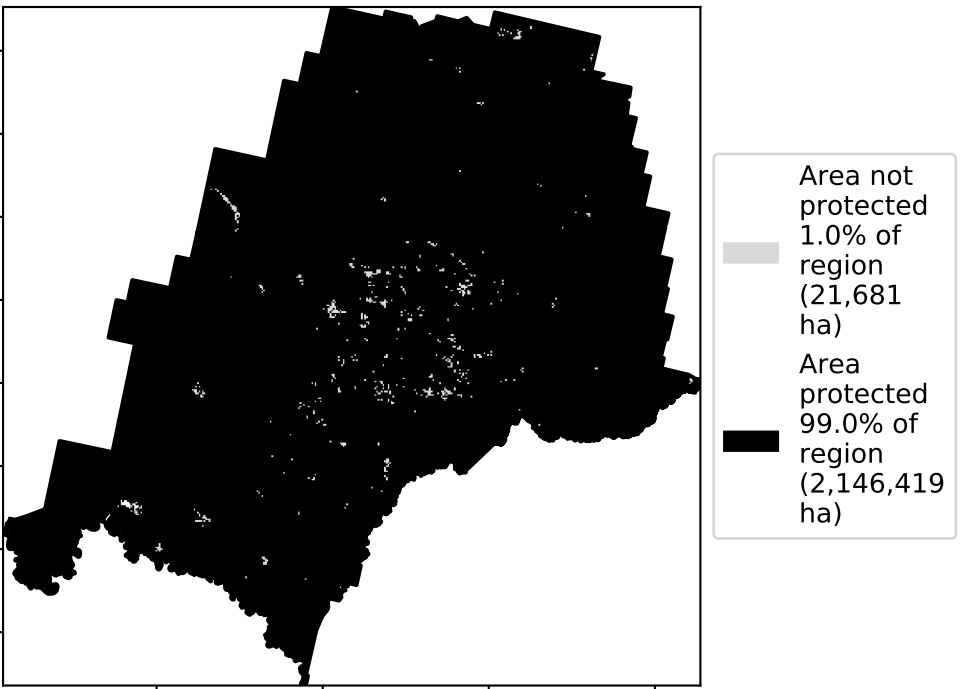 Area not
protected
1.0% of
region
(21,681
ha)
Area
protected
99.0% of
region
(2,146,419
ha)